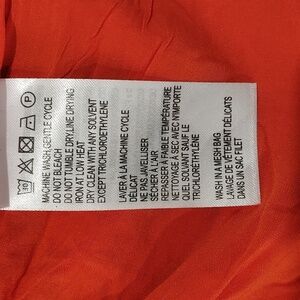 MACHINE WASH GENTLE CYCLE
DO NOT BLEACH
DO NOT TUMBLE DRY/LINE DRYING
IRON AT LOW HEAT
DRY CLEAN WITH ANY SOLVENT
EXCEPT TRICHLOROETHYLENE
LAVER À LA MACHINE CYCLE
DÉLICAT
NE PAS JAVELLISER
SÉCHER À L'AIR
REPASSER À FAIBLE TEMPÉRATURE
NETTOYAGE À SEC AVEC N'IMPORTE
QUEL SOLVANT SAUF LE
TRICHLORÉTHYLÈNE
WASH IN A MESH BAG
LAVAGE DE VÊTEMENT DÉLICATS
DANS UN SAC FILET